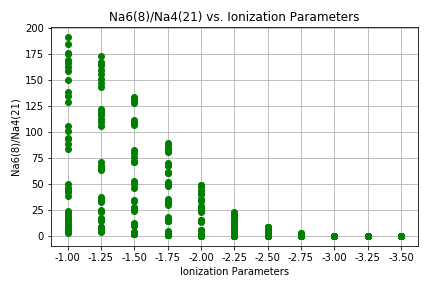 Na6(8)/Na4(21) vs. Ionization Parameters
200
175
150
125
100
75
50
25
0
Na6(8)/Na4(21)
-1.00 -1.25 -1.50 -1.75 -2.00 -2.25 -2.50 -2.75 -3.00 -3.25 -3.50
Ionization Parameters